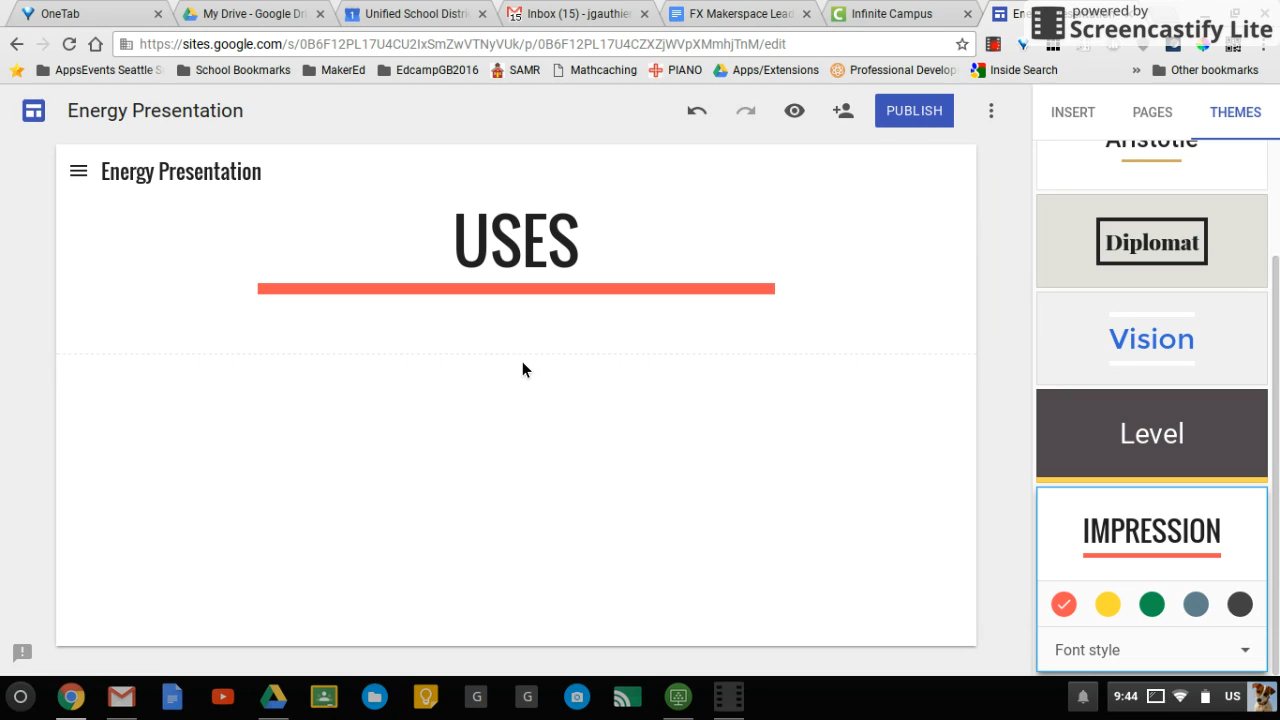 powered by
Screencastify Lite
OneTab
My Drive - Google Dr
Unified School Distri
Inbox (15) - jgauthie
FX Makerspace Lead
Infinite Campus
https://sites.google.com
AppsEvents Seattle S
School Bookmarks
MakerEd
EdcampGB2016
SAMR
Mathcaching
PIANO
Apps/Extensions
Professional Develop
Inside Search
»
Other bookmarks
Energy Presentation
PUBLISH
INSERT
PAGES
THEMES
Energy Presentation
USES
Aristotle
Diplomat
Vision
Level
IMPRESSION
Font style
9:44
US